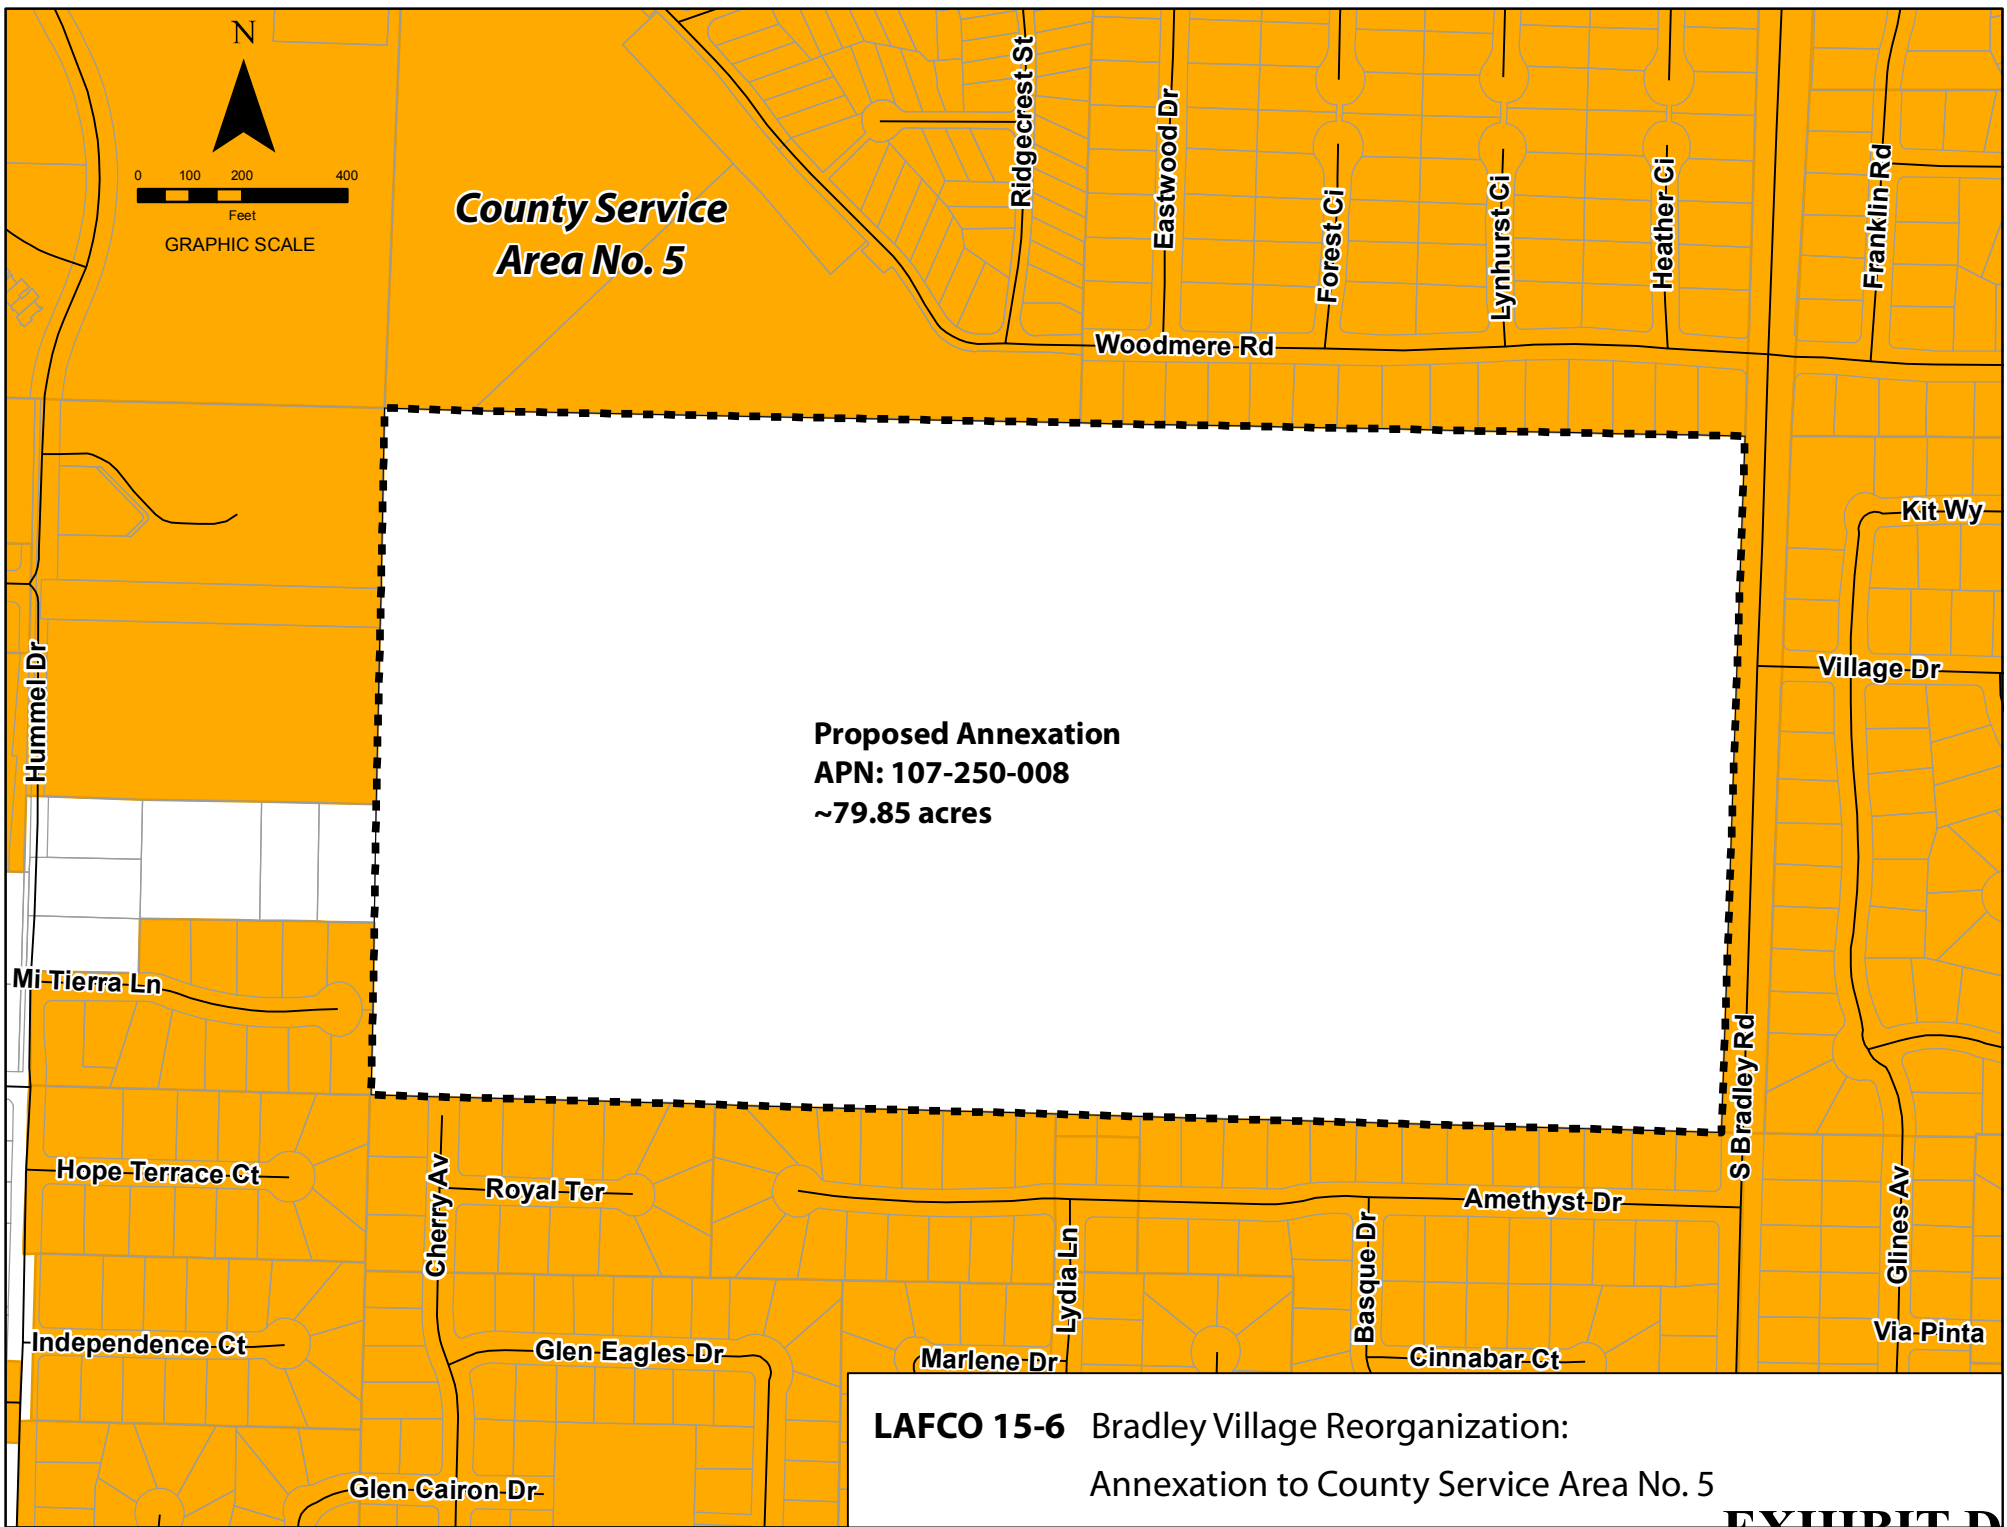 N
0 100 200 400
Feet
GRAPHIC SCALE
County Service
Area No. 5
Ridgecrest St
Eastwood Dr
Forest Ci
Lynhurst Ci
Heather Ci
Franklin Rd
Woodmere Rd
Kit Wy
Village Dr
Hummel Dr
Proposed Annexation
APN: 107-250-008
~79.85 acres
Mi Tierra Ln
S Bradley Rd
Hope Terrace Ct
Cherry Av
Royal Ter
Amethyst Dr
Lydia Ln
Basque Dr
Glines Av
Independence Ct
Glen Eagles Dr
Marlene Dr
Cinnabar Ct
Via Pinta
Glen Cairon Dr
LAFCO 15-6 Bradley Village Reorganization:
Annexation to County Service Area No. 5
EXHIBIT D